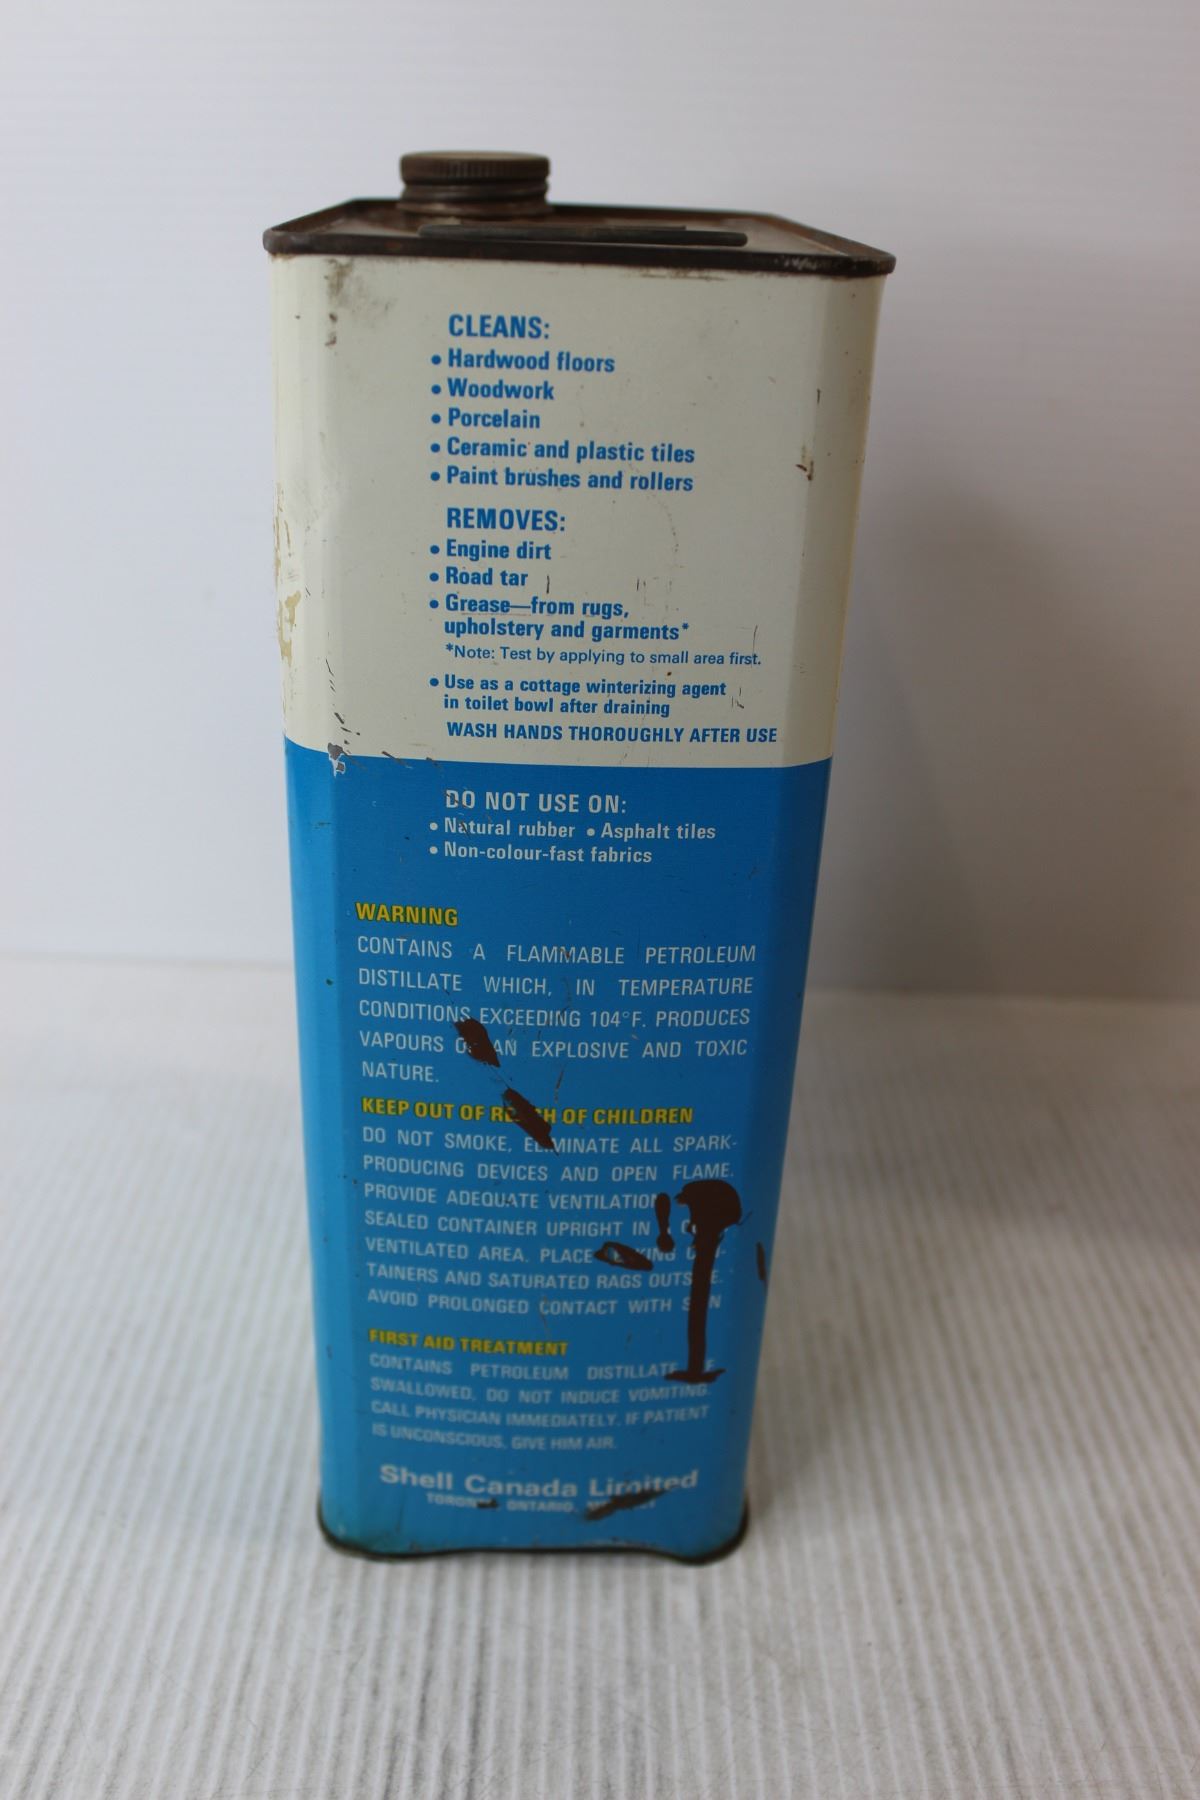 CLEANS:
• Hardwood floors
• Woodwork
• Porcelain
• Ceramic and plastic tiles
• Paint brushes and rollers
REMOVES:
• Engine dirt
• Road tar
• Grease—from rugs,
upholstery and garments*
*Note: Test by applying to small area first.
• Use as a cottage winterizing agent
in toilet bowl after draining
WASH HANDS THOROUGHLY AFTER USE
DO NOT USE ON:
• Natural rubber • Asphalt tiles
• Non-colour-fast fabrics
WARNING
CONTAINS A FLAMMABLE PETROLEUM
DISTILLATE WHICH, IN TEMPERATURE
CONDITIONS EXCEEDING 104°F. PRODUCES
VAPOURS AN EXPLOSIVE AND TOXIC
NATURE.
KEEP OUT OF REACH OF CHILDREN
DO NOT SMOKE, ELIMINATE ALL SPARK-
PRODUCING DEVICES AND OPEN FLAME.
PROVIDE ADEQUATE VENTILATION
SEALED CONTAINER UPRIGHT IN
VENTILATED AREA. PLACE
TAINERS AND SATURATED RAGS OUTSIDE.
AVOID PROLONGED CONTACT WITH SKIN
FIRST AID TREATMENT
CONTAINS PETROLEUM DISTILLATE
SWALLOWED, DO NOT INDUCE VOMITING.
CALL PHYSICIAN IMMEDIATELY. IF PATIENT
IS UNCONSCIOUS, GIVE HIM AIR.
Shell Canada Limited
TORONTO, ONTARIO,